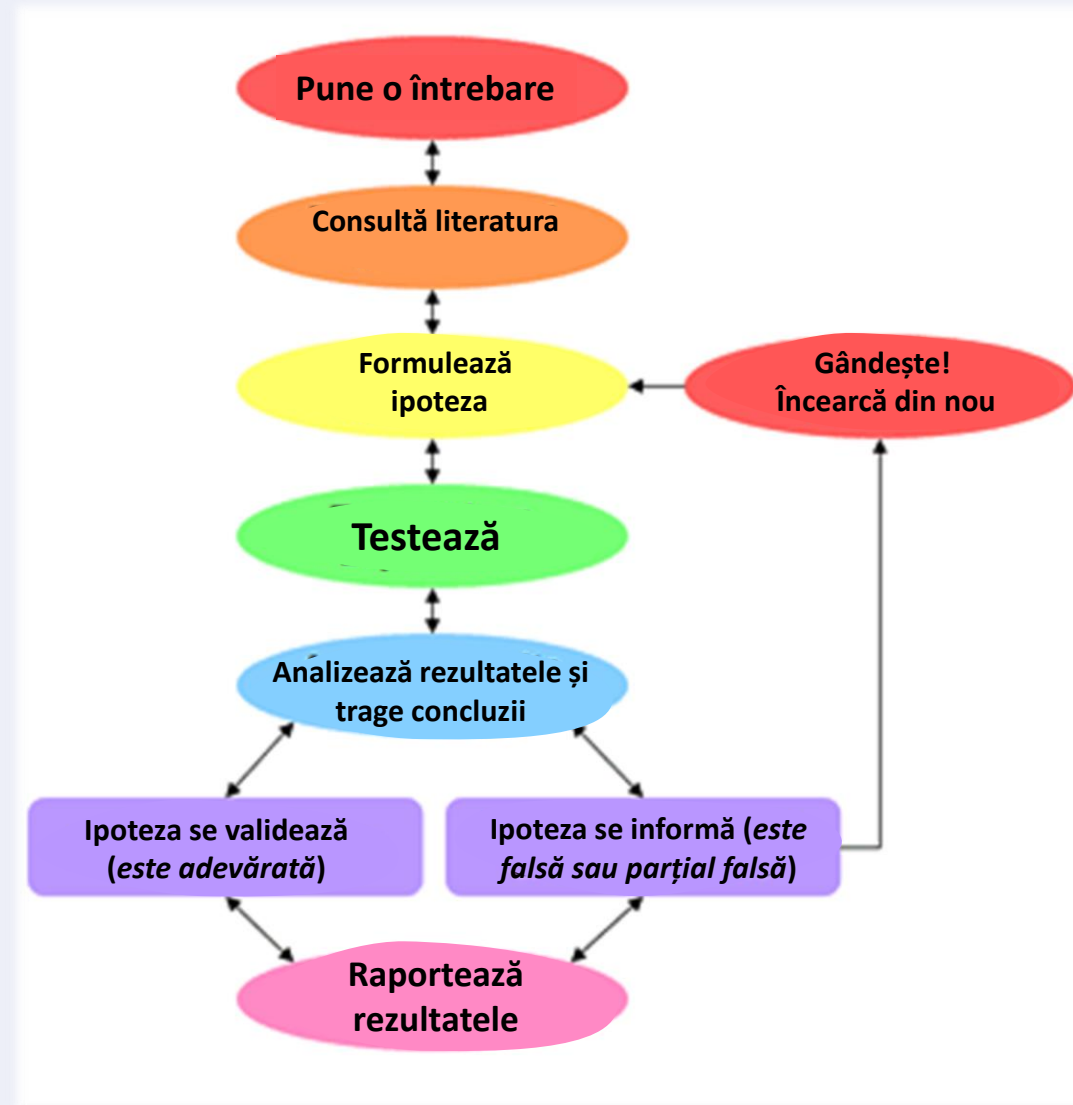 Pune o întrebare
Consultă literatura
Formulează
ipoteza
Gândește!
Încearcă din nou
Testează
Analizează rezultatele și
trage concluzii
Ipoteza se validează
(este adevărată)
Ipoteza se informă (este
falsă sau parțial falsă)
Raportează
rezultatele